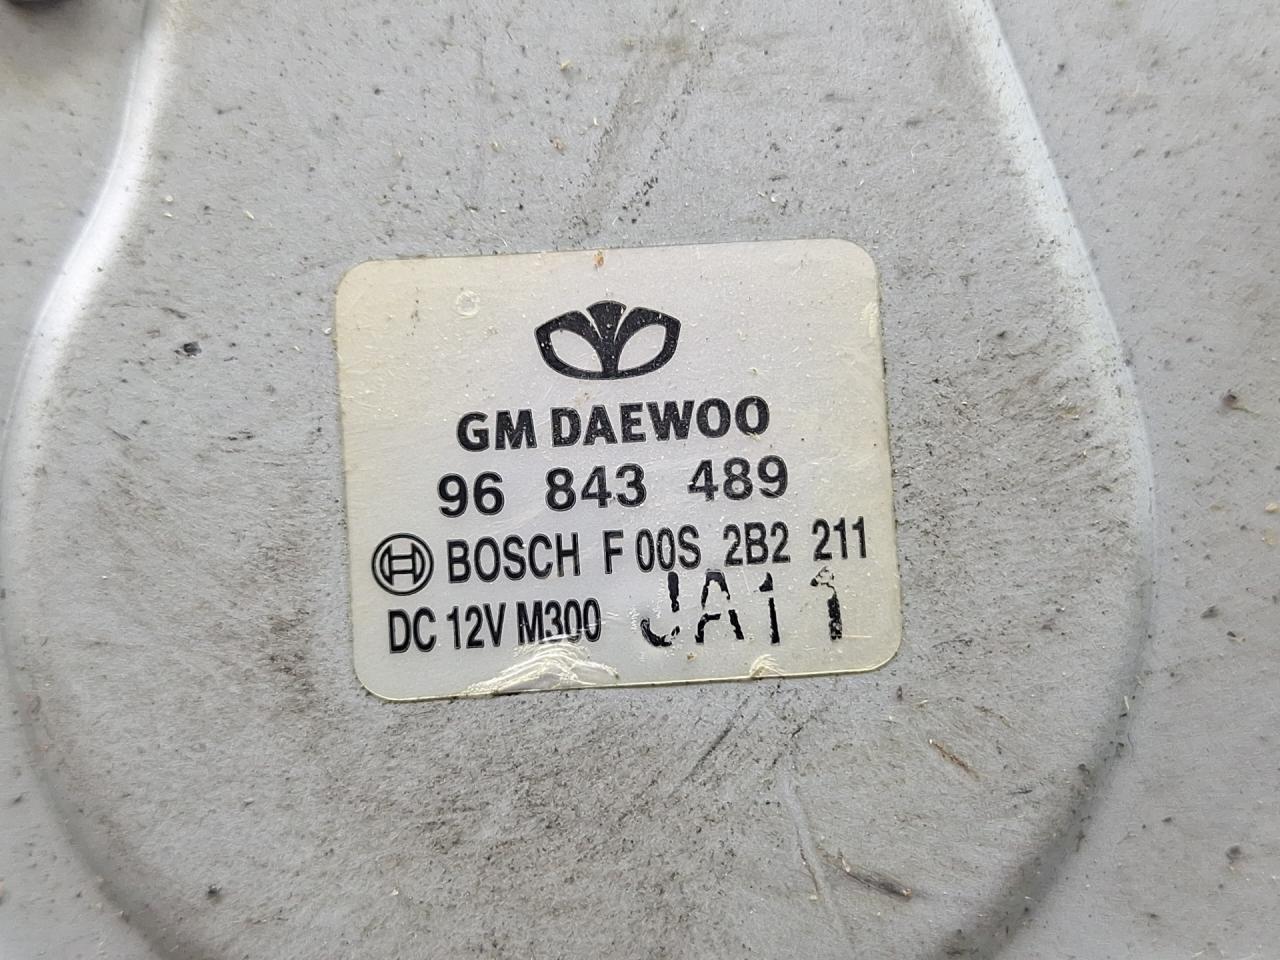 GM DAEWOO
96 843 489
BOSCH F 00S 2B2 211
DC 12V M300 JA11